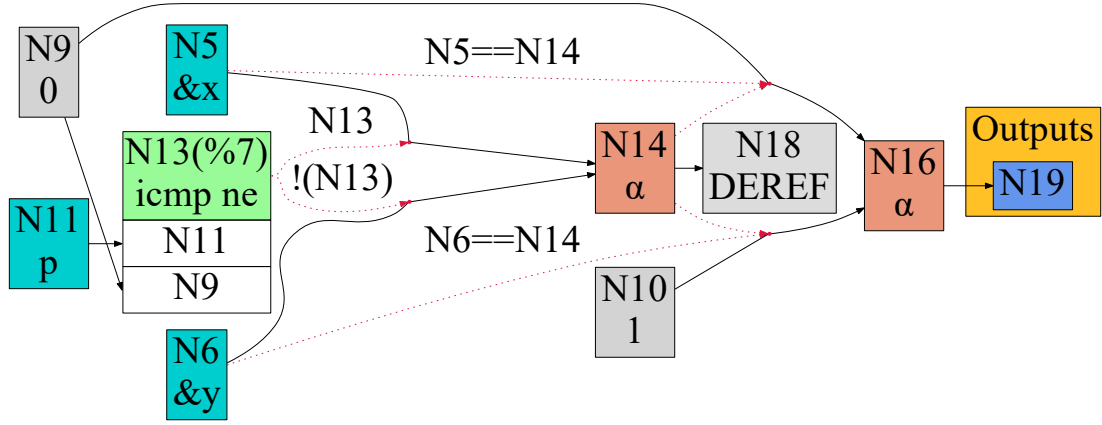 N9
0
N5
&x
N5==N14
N13
N13(%7)
icmp ne
N11
N9
!(N13)
N11
p
N6
&y
N6==N14
N14
α
N18
DEREF
N10
1
N16
α
Outputs
N19